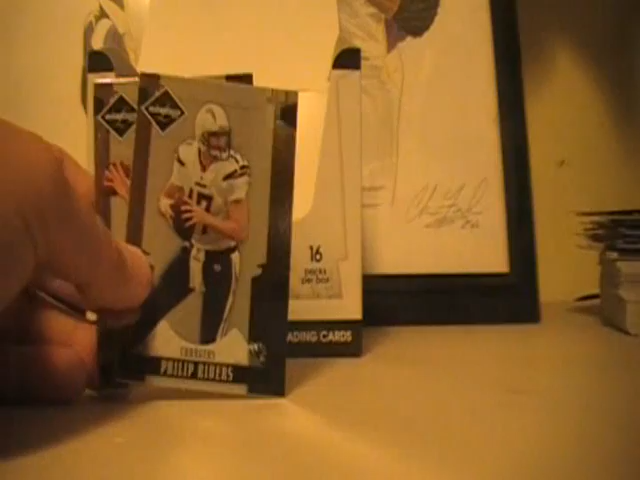 17
CHARGERS
PHILIP RIVERS
16
packs
per box
ADING CARDS